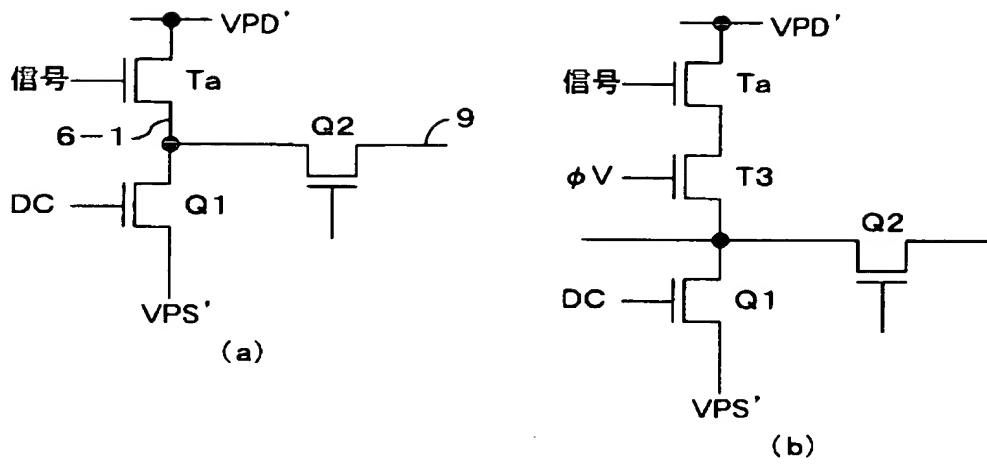 VPD'
信号
Ta
6-1
Q2
9
DC
Q1
VPS'
(a)
VPD'
信号
Ta
φV
T3
Q2
DC
Q1
VPS'
(b)